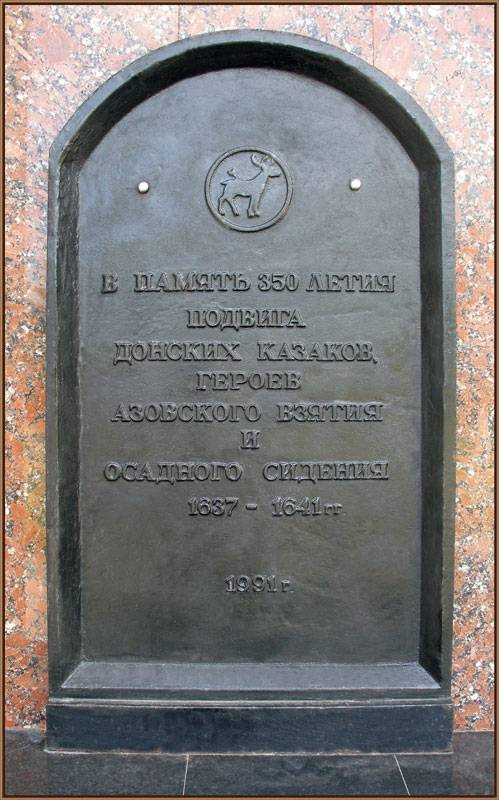 В ПАМЯТЬ 350 ЛЕТИЯ
ПОДВИГА
ДОНСКИХ КАЗАКОВ,
ГЕРОЕВ
АЗОВСКОГО ВЗЯТИЯ
И
ОСАДНОГО СИДЕНИЯ
1637 - 1641 гг.
1991 г.